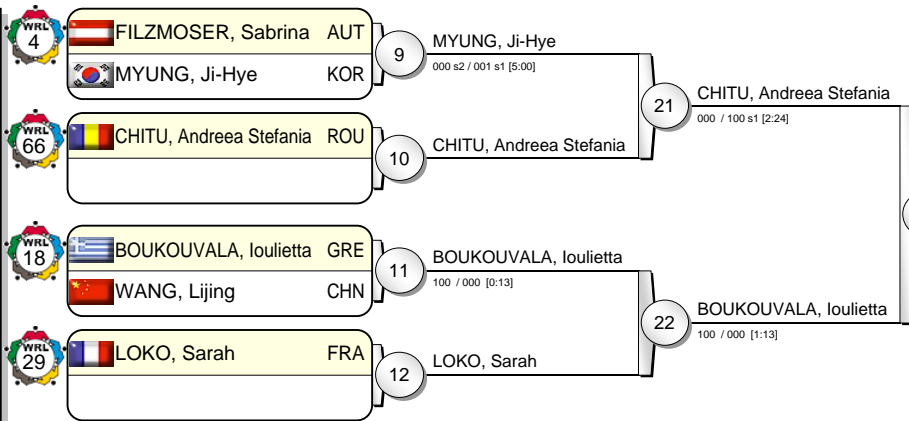 WRL
4
FILZMOSER, Sabrina AUT
MYUNG, Ji-Hye KOR
9
MYUNG, Ji-Hye
000 s2 / 001 s1 [5:00]
WRL
66
CHITU, Andreea Stefania ROU
10
CHITU, Andreea Stefania
21
CHITU, Andreea Stefania
000 / 100 s1 [2:24]
WRL
18
BOUKOUVALA, Ioulietta GRE
WANG, Lijing CHN
11
BOUKOUVALA, Ioulietta
100 / 000 [0:13]
WRL
29
LOKO, Sarah FRA
12
LOKO, Sarah
22
BOUKOUVALA, Ioulietta
100 / 000 [1:13]